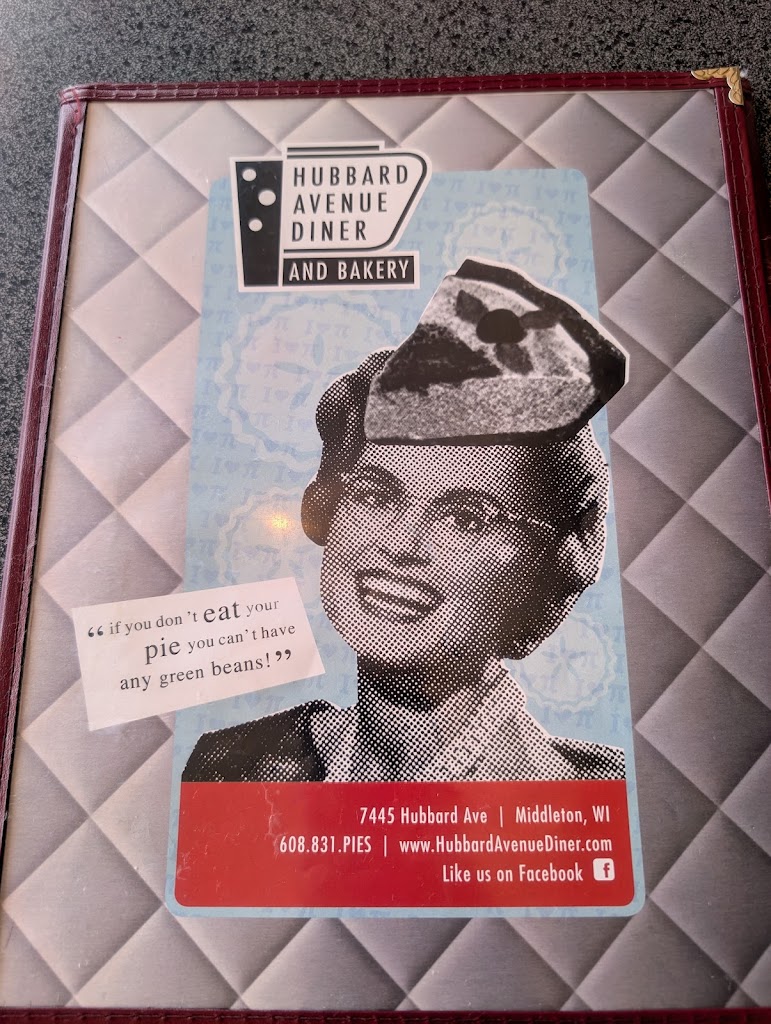 HUBBARD
AVENUE
DINER
AND BAKERY
“if you don't eat your
pie you can't have
any green beans!”
7445 Hubbard Ave | Middleton, WI
608.831.PIES | www.HubbardAvenueDiner.com
Like us on Facebook f
I♥π